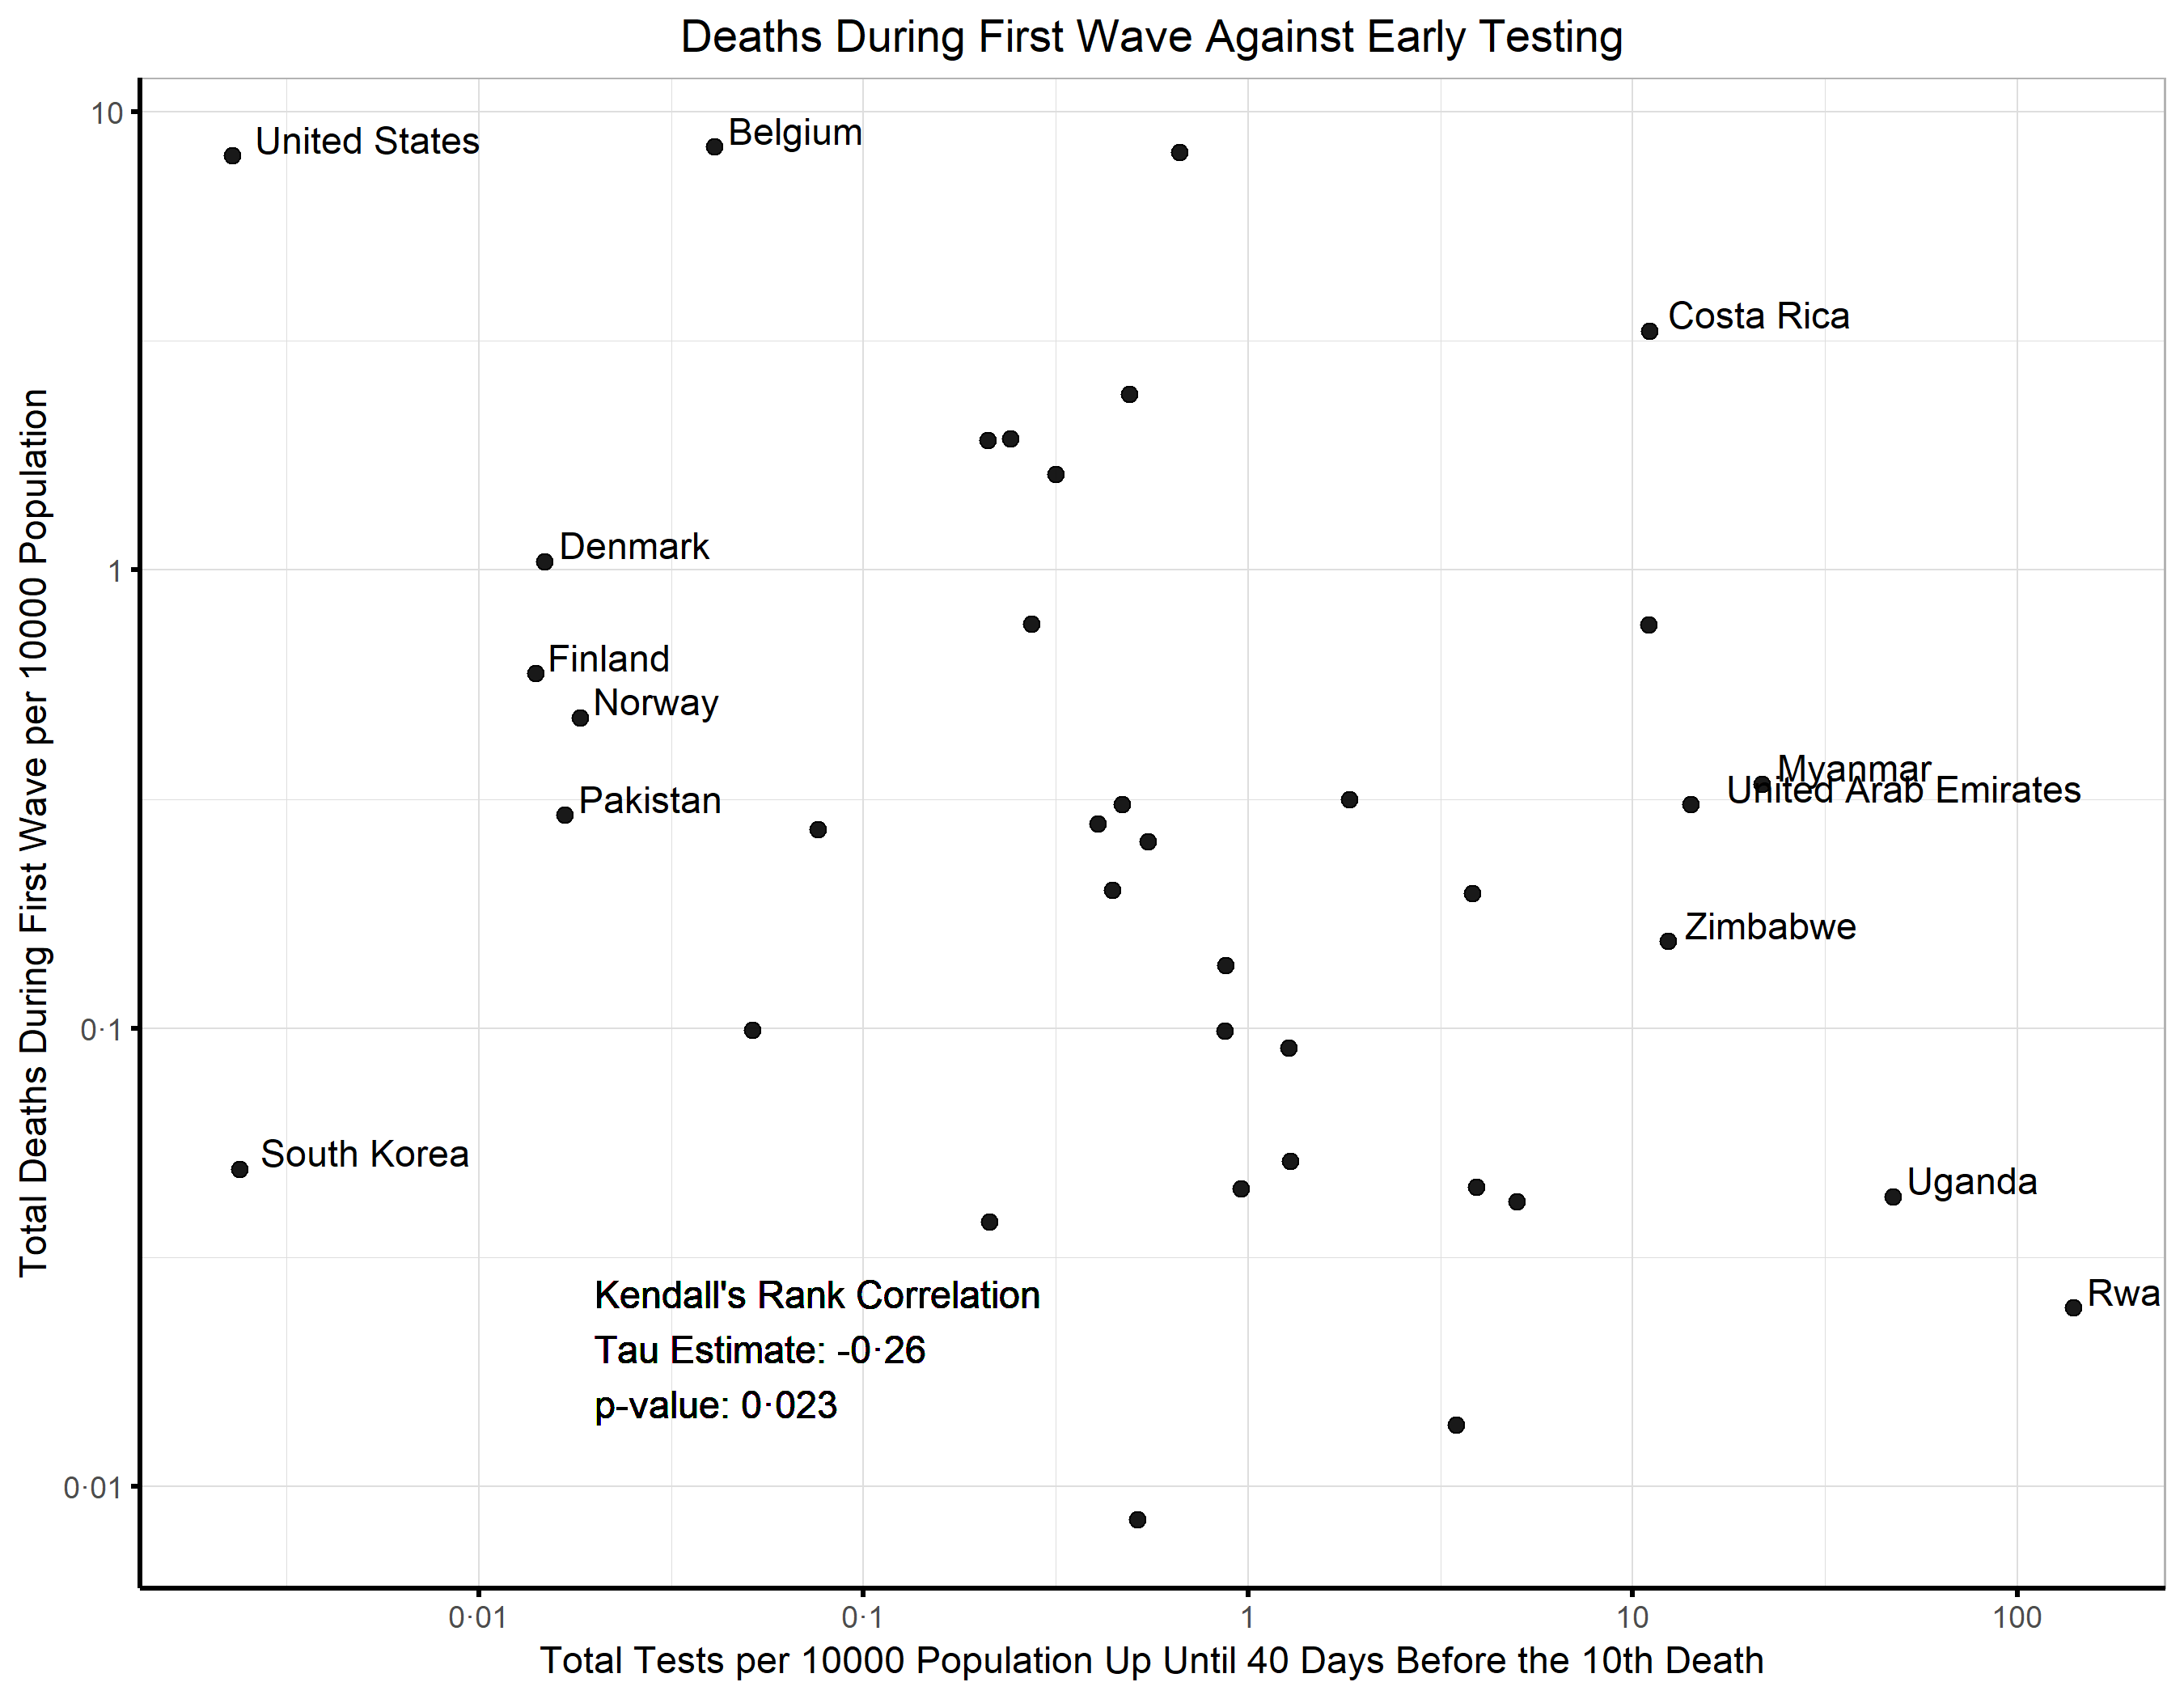 Deaths During First Wave Against Early Testing
Total Deaths During First Wave per 10000 Population
10
1
0·1
0·01
United States
Belgium
Costa Rica
Denmark
Finland
Norway
Myanmar
United Arab Emirates
Pakistan
Zimbabwe
South Korea
Uganda
Rwa
Kendall's Rank Correlation
Tau Estimate: -0·26
p-value: 0·023
0·01
0·1
1
10
100
Total Tests per 10000 Population Up Until 40 Days Before the 10th Death